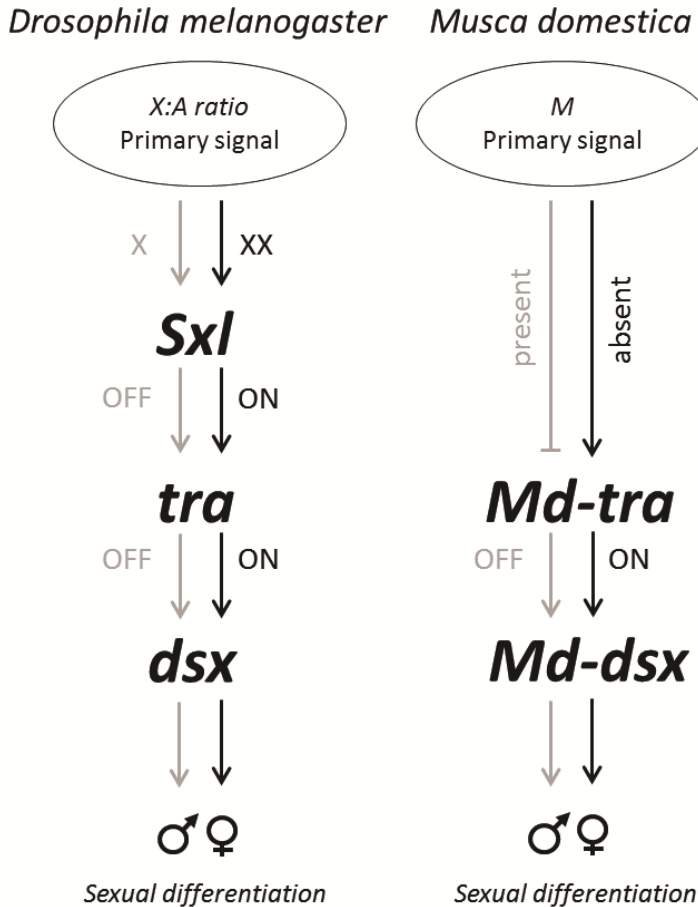 Drosophila melanogaster
X:A ratio
Primary signal
X
XX
Sxl
OFF
ON
tra
OFF
ON
dsx
♂♀
Sexual differentiation
Musca domestica
M
Primary signal
present
absent
Md-tra
OFF
ON
Md-dsx
♂♀
Sexual differentiation